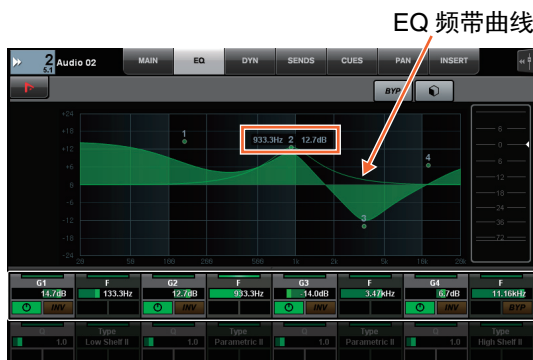 EQ 频带曲线
2
5.1
Audio 02
MAIN
EQ
DYN
SENDS
CUES
PAN
INSERT
BYP
+24
+18
+12
+6
0
-6
-12
-18
-24
20
50
100
200
500
1k
2k
5k
10k
20k
1
933.3Hz 2 12.7dB
3
4
6
0
6
12
18
24
36
72
G1
F
G2
F
G3
F
G4
F
14.7dB
133.3Hz
12.7dB
933.3Hz
-14.0dB
3.47kHz
6.7dB
11.16kHz
INV
INV
INV
INV
BYP
Q
Type
Q
Type
Q
Type
Q
Type
1.0
Low Shelf II
1.0
Parametric II
1.0
Parametric II
1.0
High Shelf II